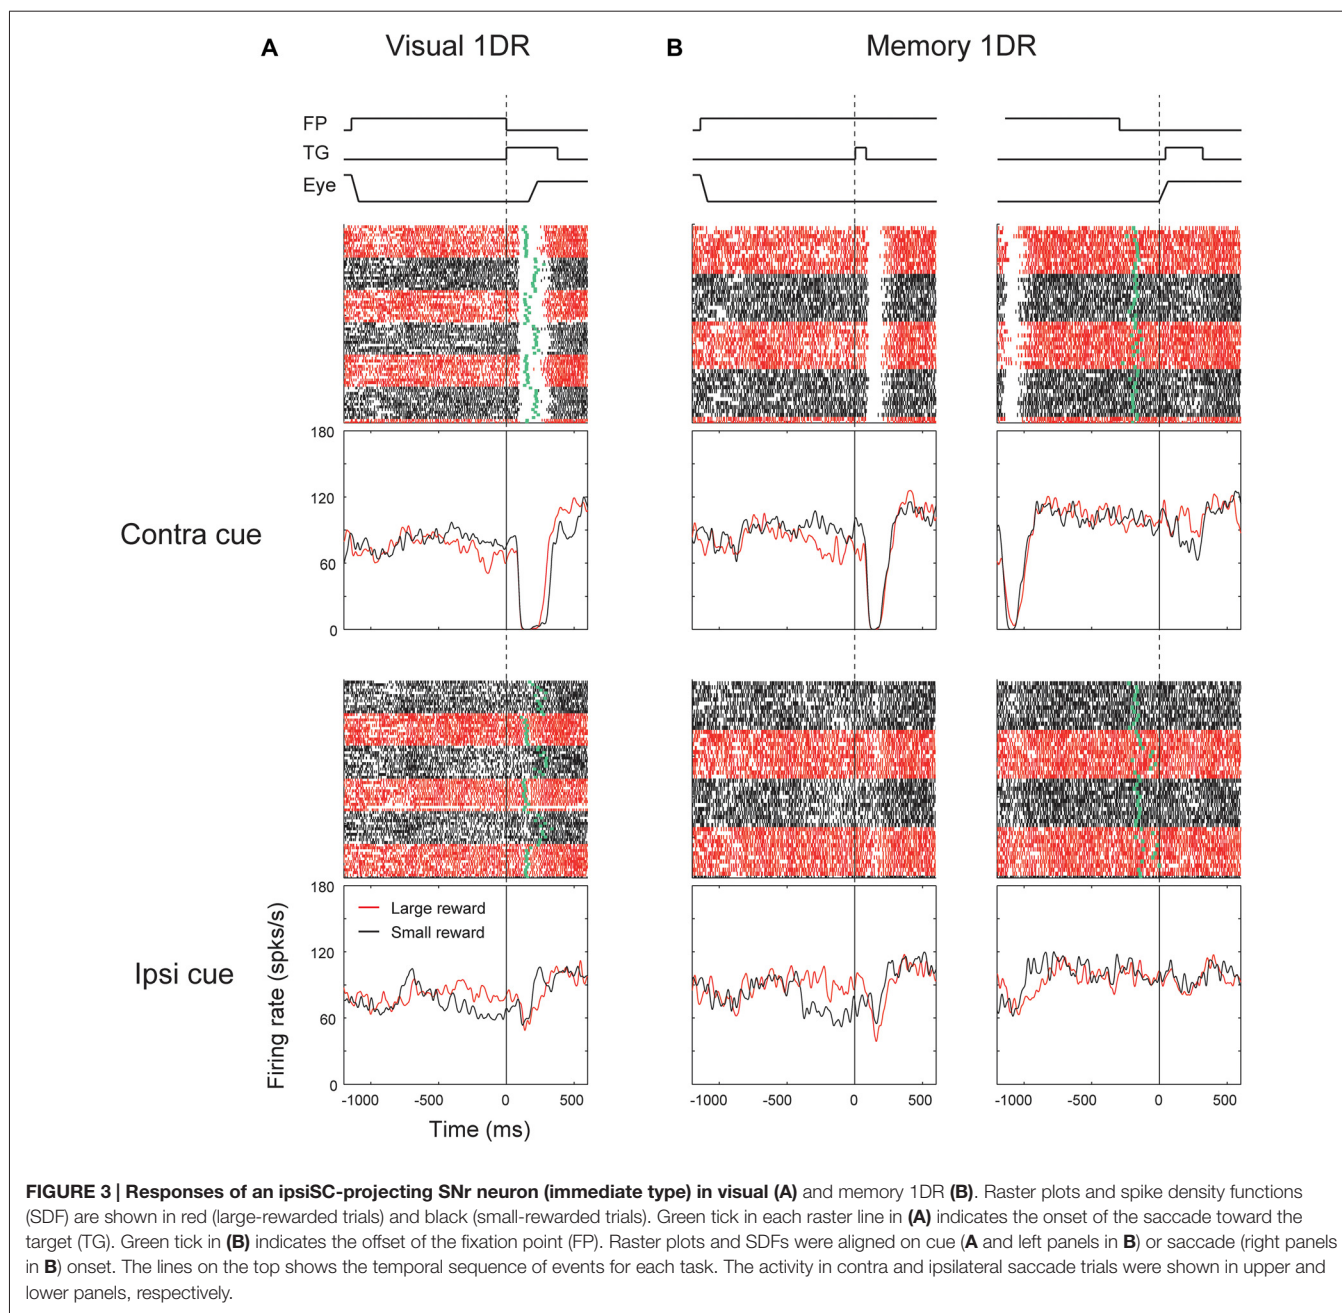 A Visual 1DR B Memory 1DR
FP
TG
Eye
180
120
Contra cue
60
0
180
Large reward
Small reward
120
Ipsi cue
60
0
Firing rate (spks/s)
-1000 -500 0 500 -1000 -500 0 500 -1000 -500 0 500
Time (ms)
FIGURE 3 | Responses of an ipsiSC-projecting SNr neuron (immediate type) in visual (A) and memory 1DR (B). Raster plots and spike density functions
(SDF) are shown in red (large-rewarded trials) and black (small-rewarded trials). Green tick in each raster line in (A) indicates the onset of the saccade toward the
target (TG). Green tick in (B) indicates the offset of the fixation point (FP). Raster plots and SDFs were aligned on cue (A and left panels in B) or saccade (right panels
in B) onset. The lines on the top shows the temporal sequence of events for each task. The activity in contra and ipsilateral saccade trials were shown in upper and
lower panels, respectively.